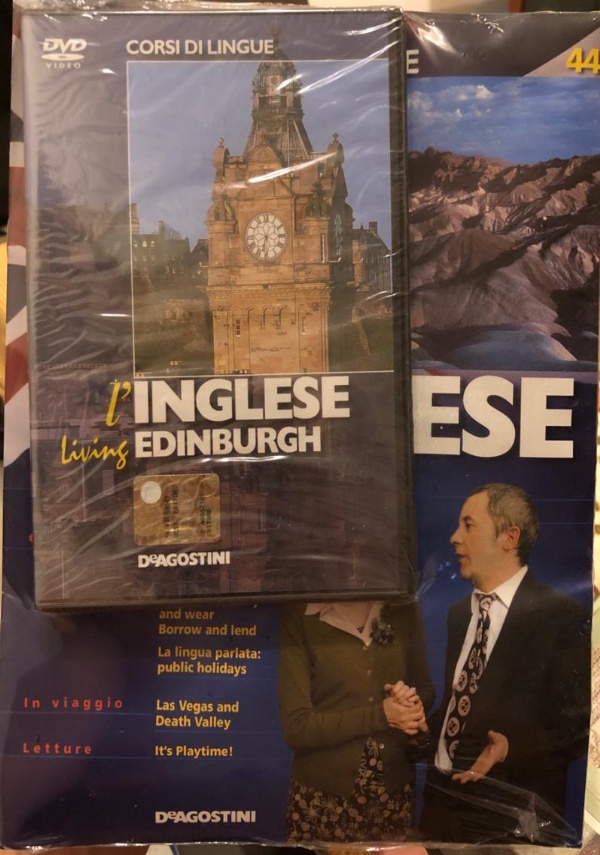 DVD
VIDEO
CORSI DI LINGUE
l'INGLESE
living EDINBURGH
DeAGOSTINI
E
44
ESE
and wear
Borrow and lend
La lingua parlata:
public holidays
In viaggio
Las Vegas and
Death Valley
Letture
It's Playtime!
DeAGOSTINI